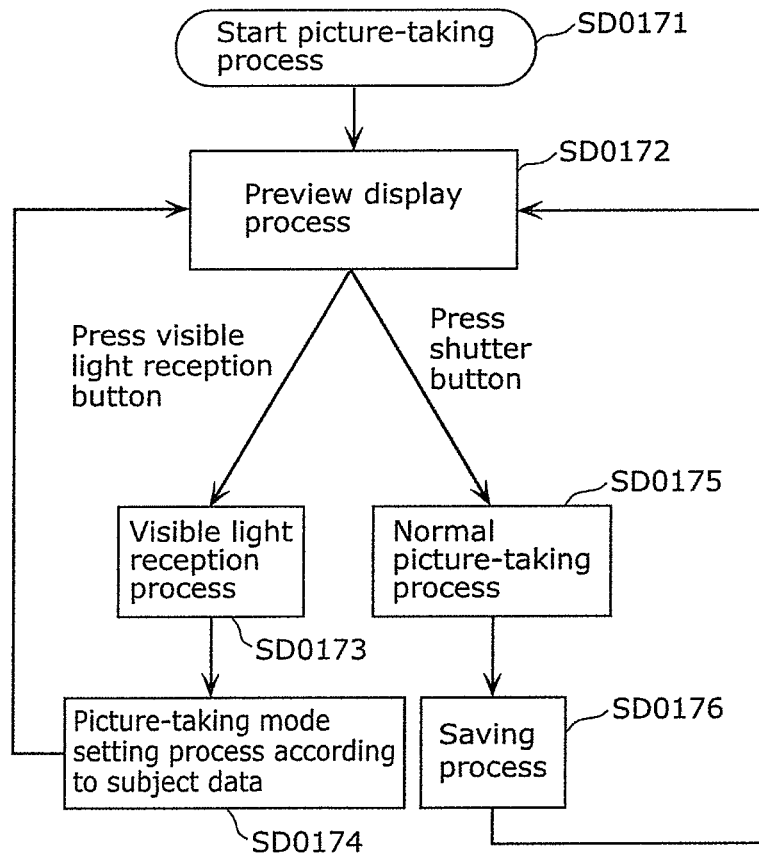 Start picture-taking
process
SD0171
SD0172
Preview display
process
Press visible
light reception
button
Press
shutter
button
SD0175
Visible light
reception
process
Normal
picture-taking
process
SD0173
Picture-taking mode
setting process according
to subject data
SD0176
Saving
process
SD0174